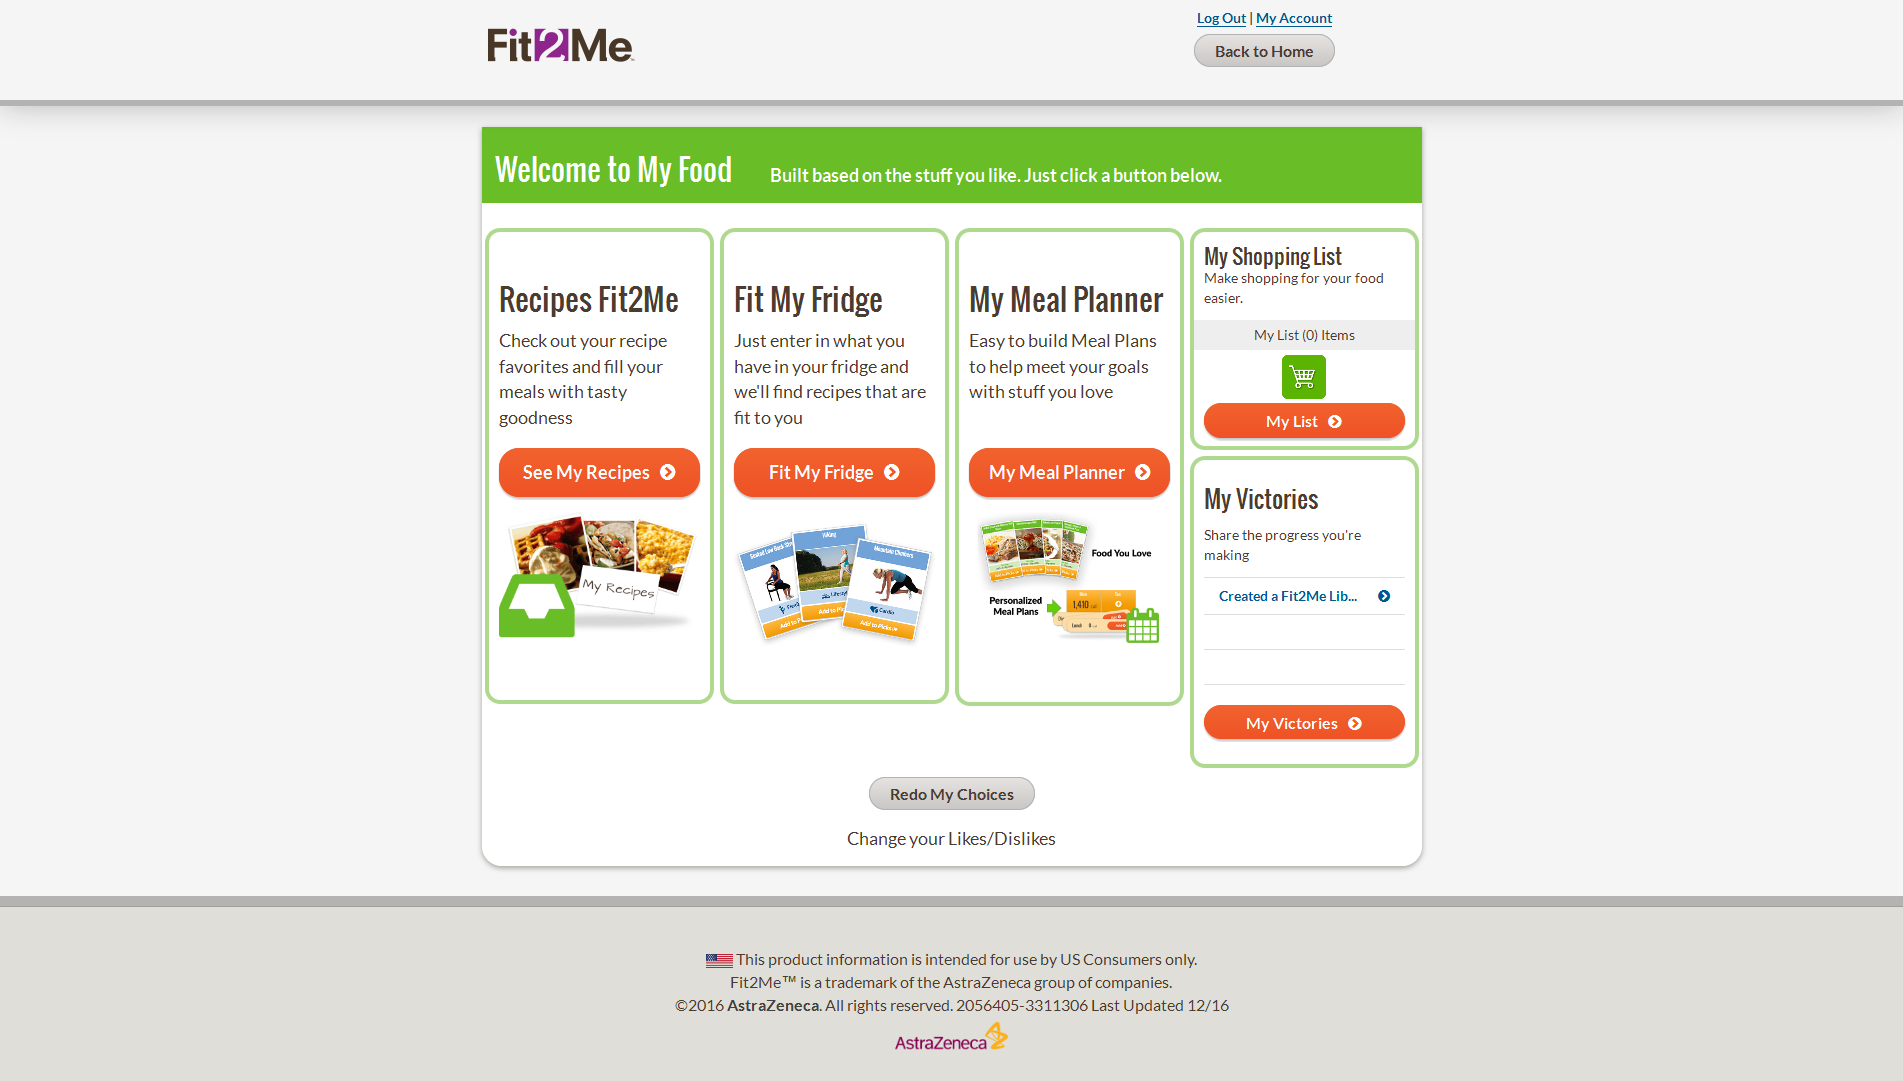 Fit2Me
Log Out | My Account
Back to Home
Welcome to My Food
Built based on the stuff you like. Just click a button below.
Recipes Fit2Me
Check out your recipe
favorites and fill your
meals with tasty
goodness
See My Recipes
My Recipes
Fit My Fridge
Just enter in what you
have in your fridge and
we'll find recipes that are
fit to you
Fit My Fridge
Hiking
Mountain Climbers
Cardio
Add to Picks
My Meal Planner
Easy to build Meal Plans
to help meet your goals
with stuff you love
My Meal Planner
Food You Love
Personalized
Meal Plans
1,410
Lunch
My Shopping List
Make shopping for your food
easier.
My List (0) Items
My List
My Victories
Share the progress you're
making
Created a Fit2Me Lib...
My Victories
Redo My Choices
Change your Likes/Dislikes
This product information is intended for use by US Consumers only.
Fit2Me™ is a trademark of the AstraZeneca group of companies.
©2016 AstraZeneca. All rights reserved. 2056405-3311306 Last Updated 12/16
AstraZeneca